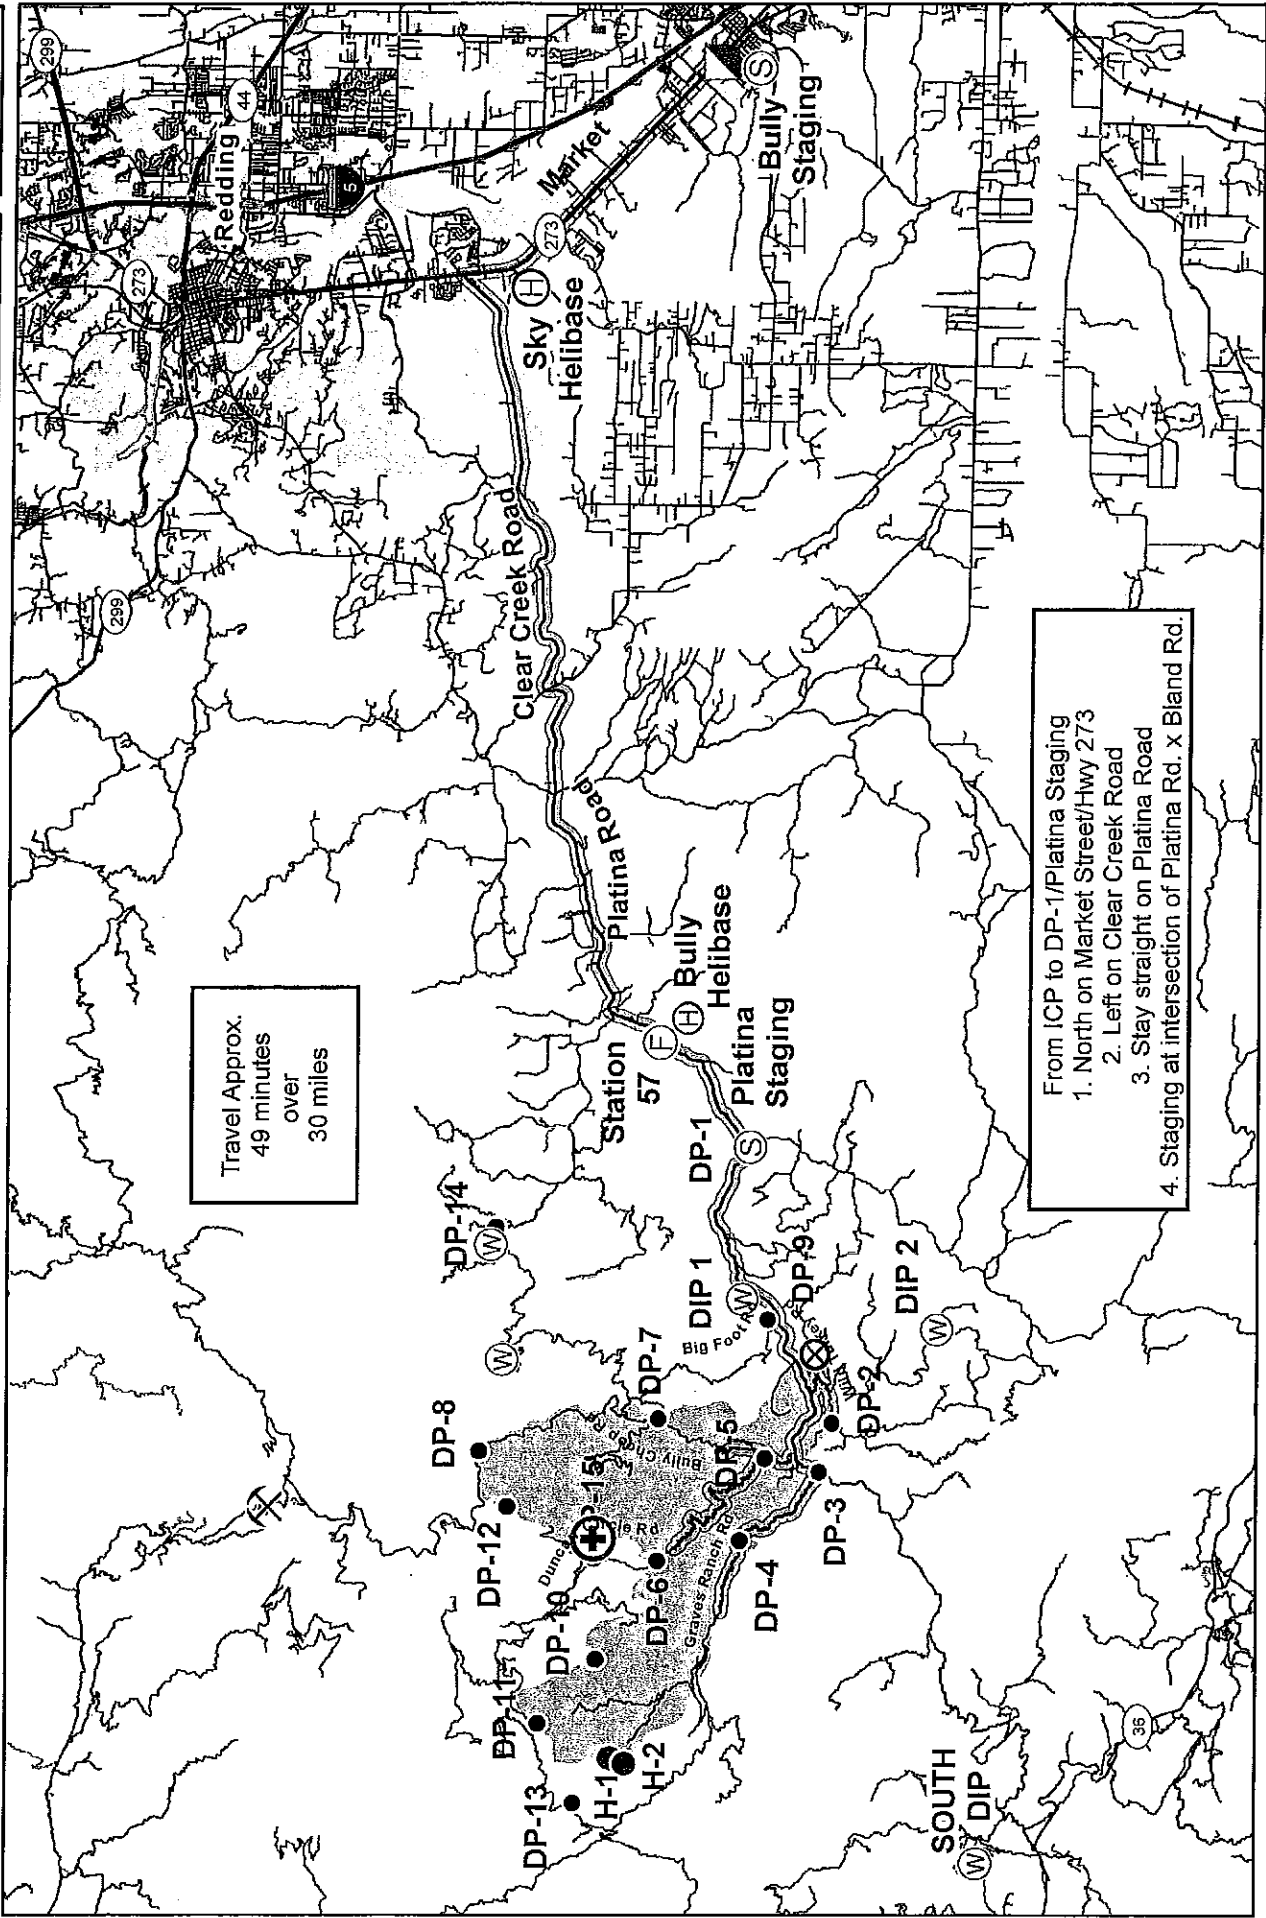 299
44
Redding
5
273
Market
273
Bully
Staging
Sky
Helibase
H
S
299
Clear Creek Road
Platina Road
Travel Approx.
49 minutes
over
30 miles
Station
57
F
H
Bully
Helibase
Platina
Staging
S
DP-1
DP-14
W
W
DIP 1
W
Big Foot
DP-9
DIP 2
W
DP-2
DP-7
DP-8
Bully Choop Rd
DP-5
DP-3
DP-12
DP-15
DP-6
Graves Ranch Rd
DP-4
DP-10
DP-11
H-1
H-2
DP-13
SOUTH
DIP
W
36
From ICP to DP-1/Platina Staging
1. North on Market Street/Hwy 273
2. Left on Clear Creek Road
3. Stay straight on Platina Road
4. Staging at intersection of Platina Rd. x Bland Rd.